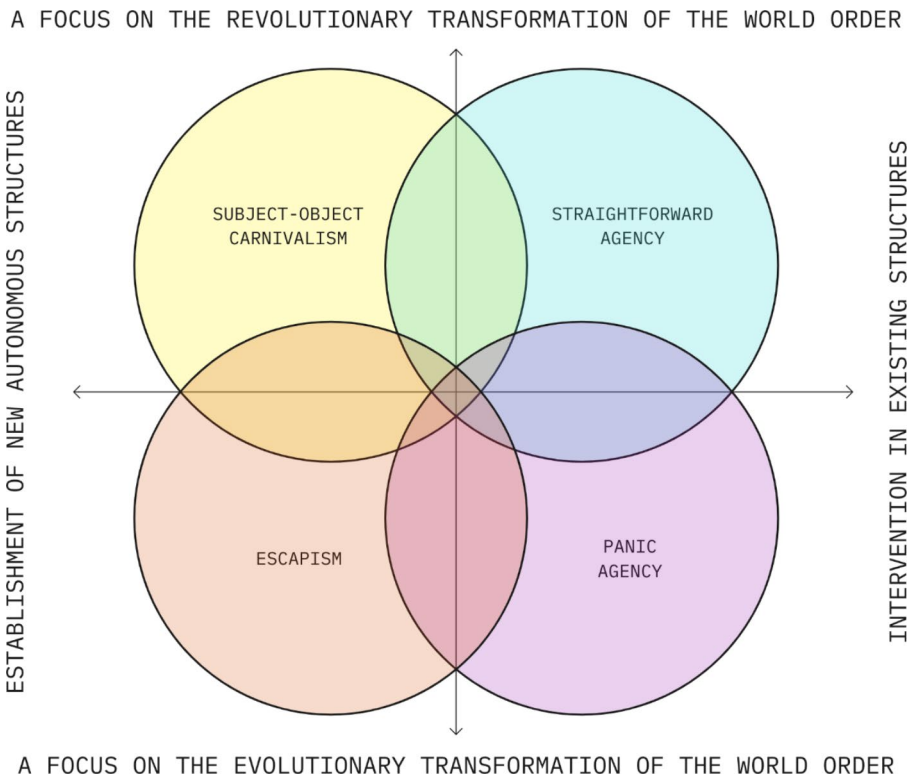 A FOCUS ON THE REVOLUTIONARY TRANSFORMATION OF THE WORLD ORDER
ESTABLISHMENT OF NEW AUTONOMOUS STRUCTURES
SUBJECT-OBJECT
CARNIVALISM
STRAIGHTFORWARD
AGENCY
INTERVENTION IN EXISTING STRUCTURES
ESCAPISM
PANIC
AGENCY
A FOCUS ON THE EVOLUTIONARY TRANSFORMATION OF THE WORLD ORDER